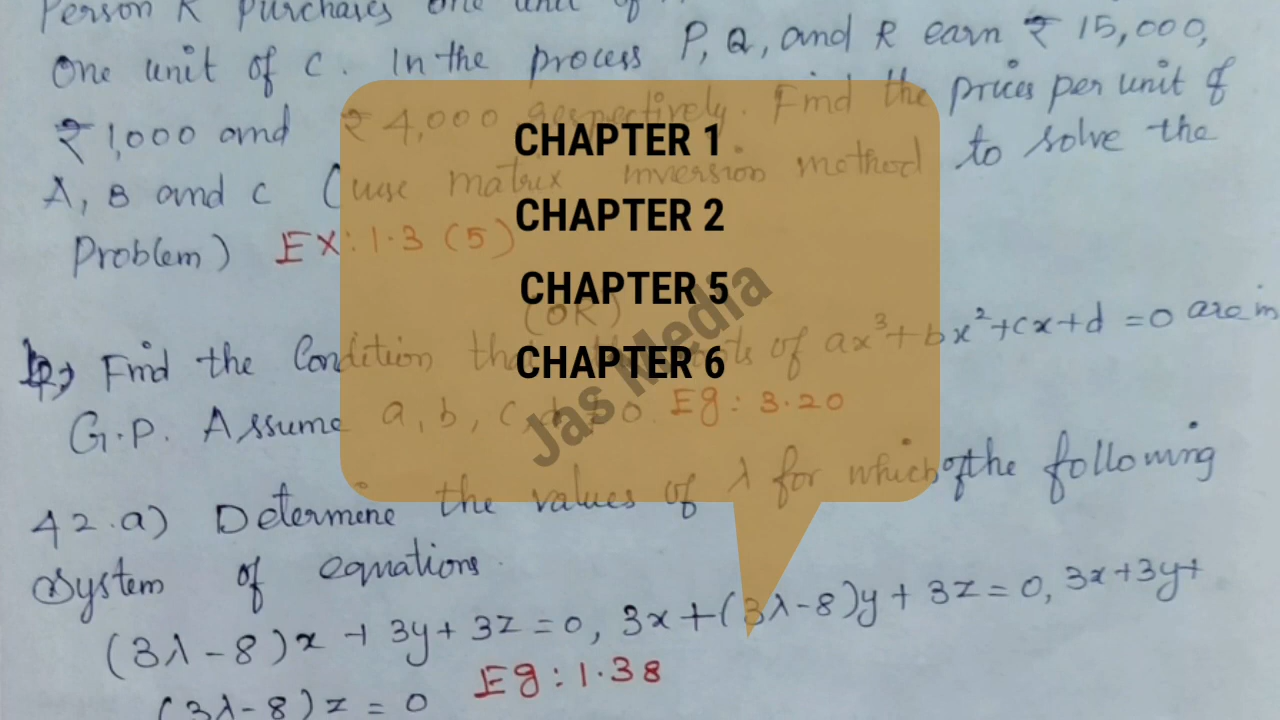 Person R Purchases one unit of
One unit of C. In the process P, Q, and R earn ₹ 15,000,
₹ 1,000 and ₹ 4,000 respectively. Find the prices per unit of
A, B and C (use matrix inversion method to solve the
Problem) EX: 1.3 (5)
(OR)
b) Find the Condition that the roots of ax³+bx²+cx+d =0 are in
G.P. Assume a, b, c, d ≠ 0. Eg: 3.20
42.a) Determine the values of λ for which of the following
System of equations
(3λ-8)x + 3y+ 3z =0, 3x+(3λ-8)y + 3z=0, 3x+3y+
(3λ-8)z = 0 Eg: 1.38
CHAPTER 1
CHAPTER 2
CHAPTER 5
CHAPTER 6
Jas Media